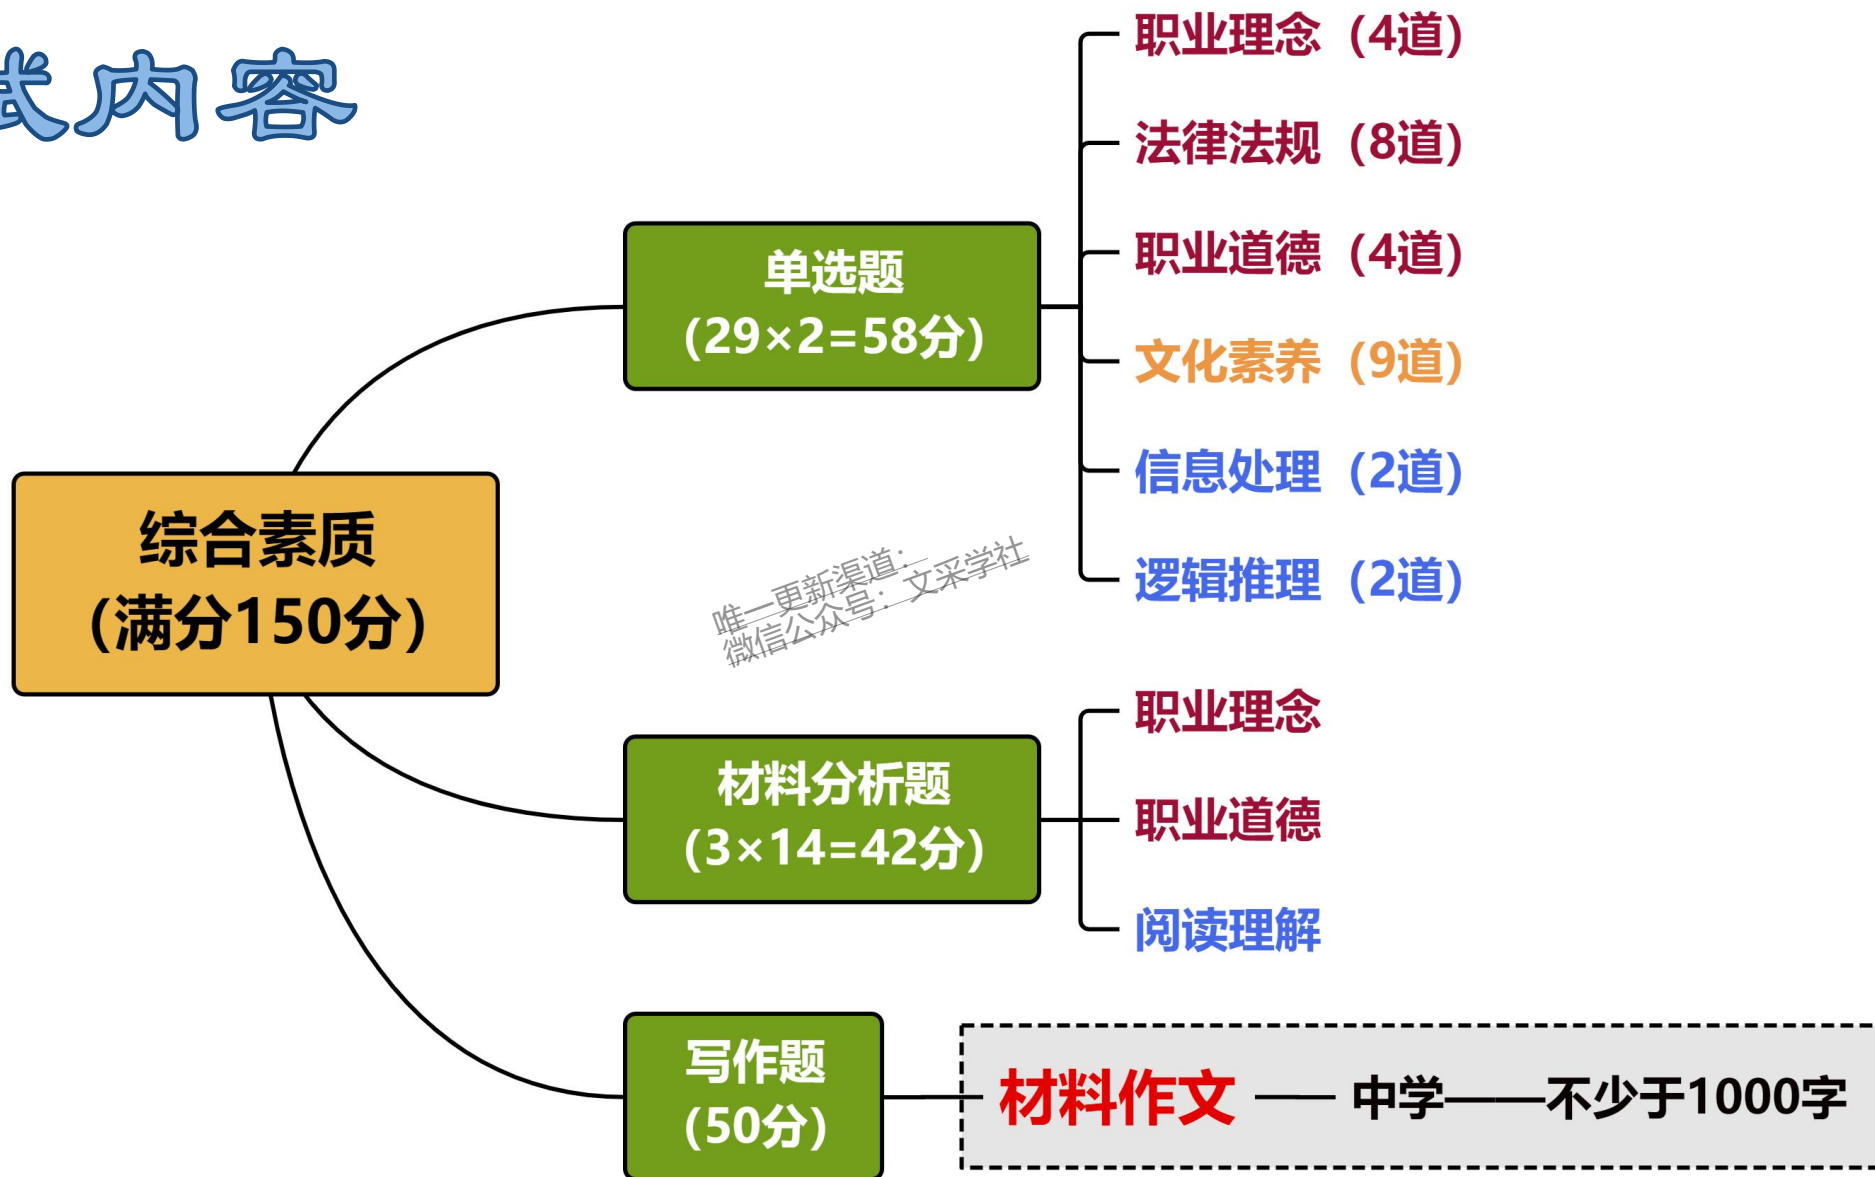 试内容
职业理念（4道）
法律法规（8道）
职业道德（4道）
文化素养（9道）
信息处理（2道）
逻辑推理（2道）
单选题
（29×2=58分）
综合素质
（满分150分）
唯一更新渠道：
微信公众号：文采学社
材料分析题
（3×14=42分）
职业理念
职业道德
阅读理解
写作题
（50分）
材料作文 —— 中学——不少于1000字